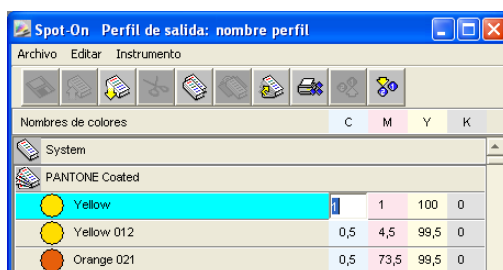 Spot-On Perfil de salida: nombre perfil
Archivo Editar Instrumento
Nombres de colores C M Y K
System
PANTONE Coated
Yellow 1 1 100 0
Yellow 012 0,5 4,5 99,5 0
Orange 021 0,5 73,5 99,5 0